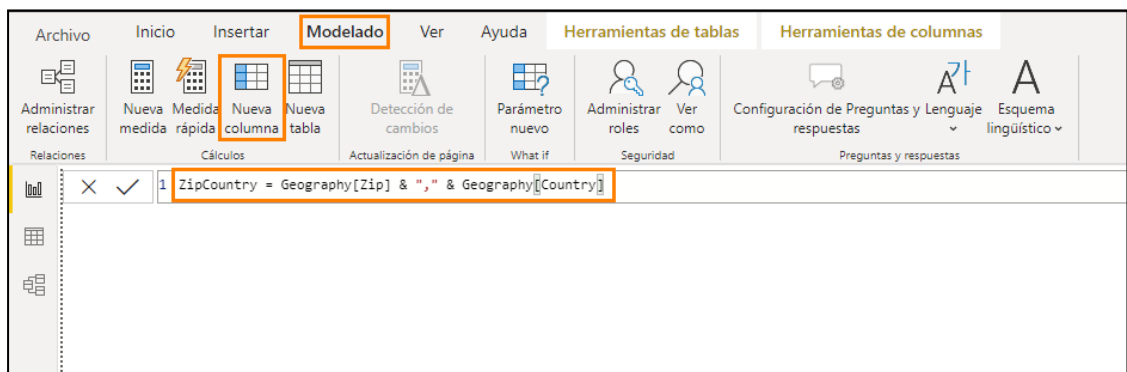 Archivo Inicio Insertar Modelado Ver Ayuda Herramientas de tablas Herramientas de columnas
Administrar relaciones
Nueva medida
Medida rápida
Nueva columna
Nueva tabla
Detección de cambios
Parámetro nuevo
Administrar roles
Ver como
Configuración de Preguntas y respuestas
Lenguaje
Esquema lingüístico
Relaciones Cálculos Actualización de página What if Seguridad Preguntas y respuestas
1 ZipCountry = Geography[Zip] & "," & Geography[Country]